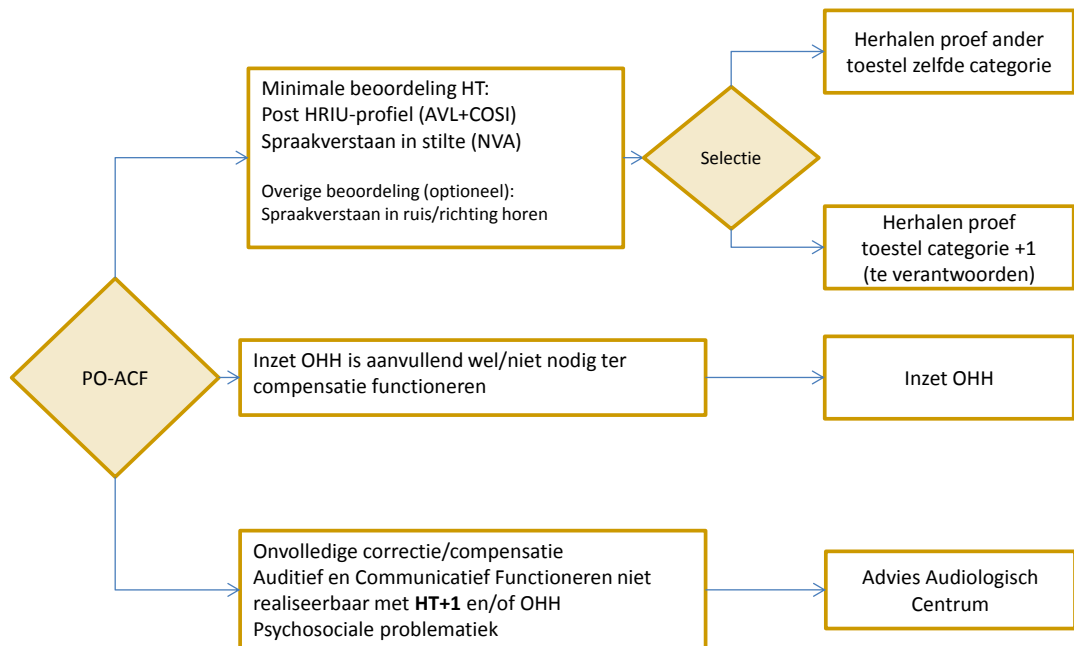 Herhalen proef ander
toestel zelfde categorie
Minimale beoordeling HT:
Post HRIU-profiel (AVL+COSI)
Spraakverstaan in stilte (NVA)
Overige beoordeling (optioneel):
Spraakverstaan in ruis/richting horen
Selectie
Herhalen proef
toestel categorie +1
(te verantwoorden)
PO-ACF
Inzet OHH is aanvullend wel/niet nodig ter
compensatie functioneren
Inzet OHH
Onvolledige correctie/compensatie
Auditief en Communicatief Functioneren niet
realiseerbaar met HT+1 en/of OHH
Psychosociale problematiek
Advies Audiologisch
Centrum